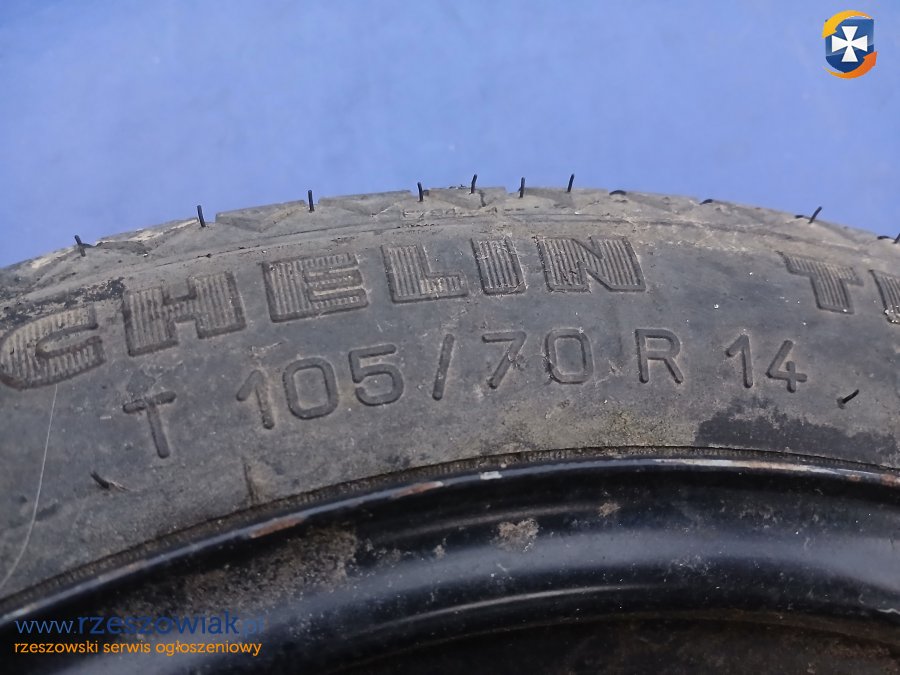 CHELIN
T 105/70 R 14
www.rzeszowiak.pl
rzeszowski serwis ogłoszeniowy